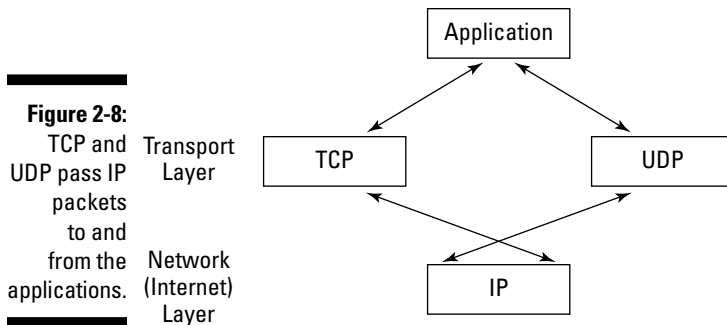 Application
Figure 2-8:
TCP and
UDP pass IP
packets
to and
from the
applications.
Transport
Layer
TCP
UDP
Network
(Internet)
Layer
IP